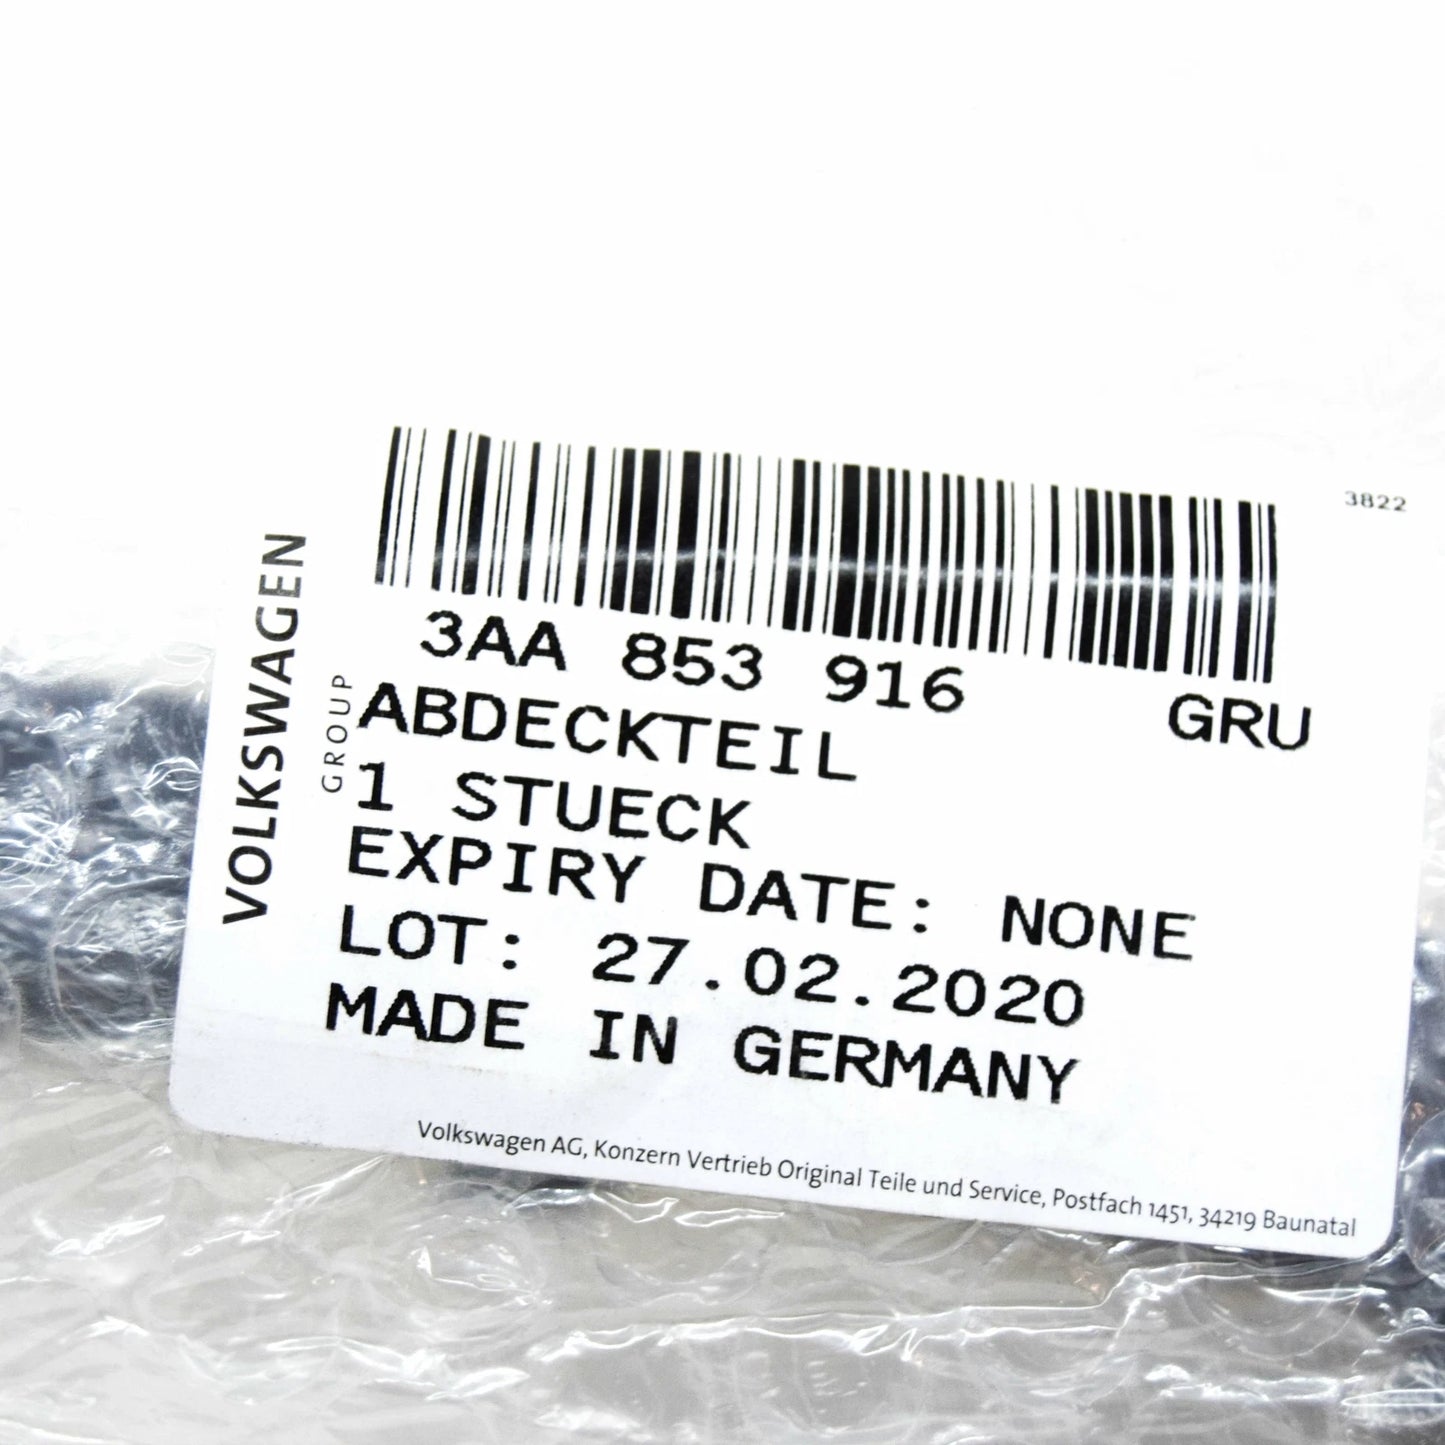 3822
VOLKSWAGEN
GROUP
3AA 853 916 GRU
ABDECKTEIL
1 STUECK
EXPIRY DATE: NONE
LOT: 27.02.2020
MADE IN GERMANY
Volkswagen AG, Konzern Vertrieb Original Teile und Service, Postfach 1451, 34219 Baunatal